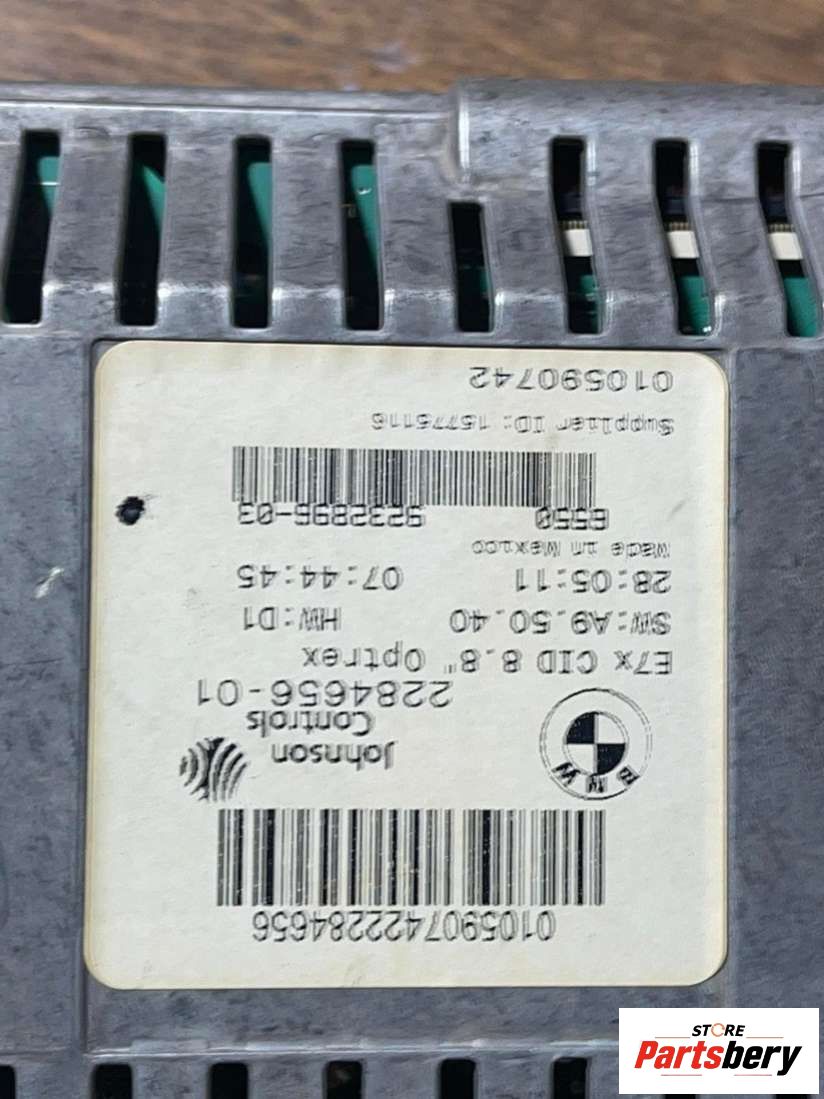 0105907422284656
BMW
Johnson
Controls
2284656-01
E7x CID 8.8" Optrex
SW:A9.50.40 HW:D1
28:05:11 07:44:45
Made in Mexico
6550 9232895-03
Supplier ID: 15775116
010590742
STORE
Partsbery